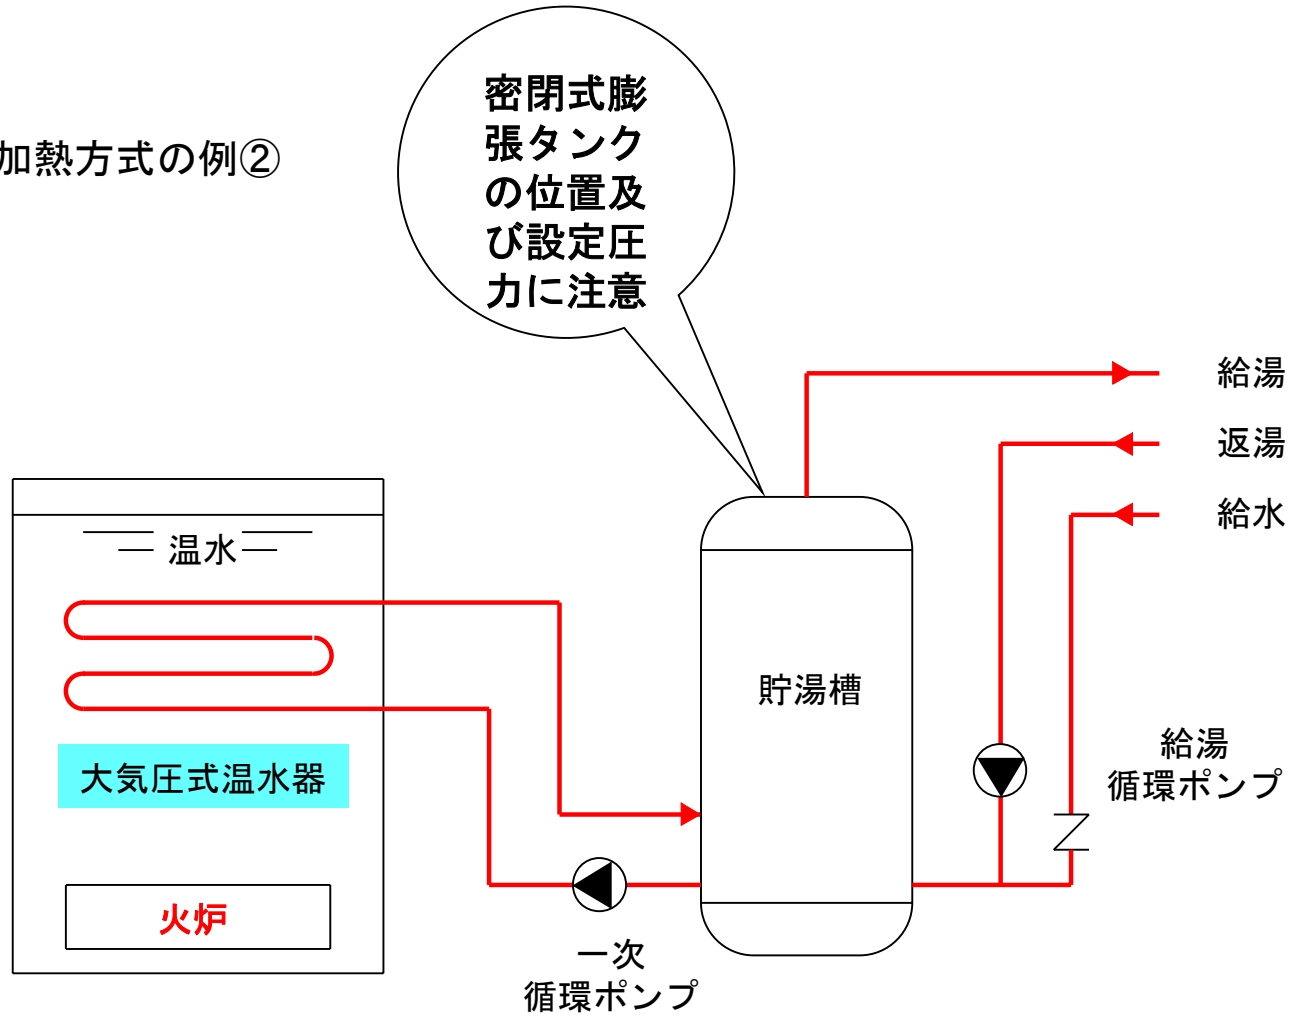 密閉式膨
張タンク
の位置及
び設定圧
力に注意
加熱方式の例②
給湯
返湯
給水
温水
貯湯槽
大気圧式温水器
給湯
循環ポンプ
火炉
一次
循環ポンプ